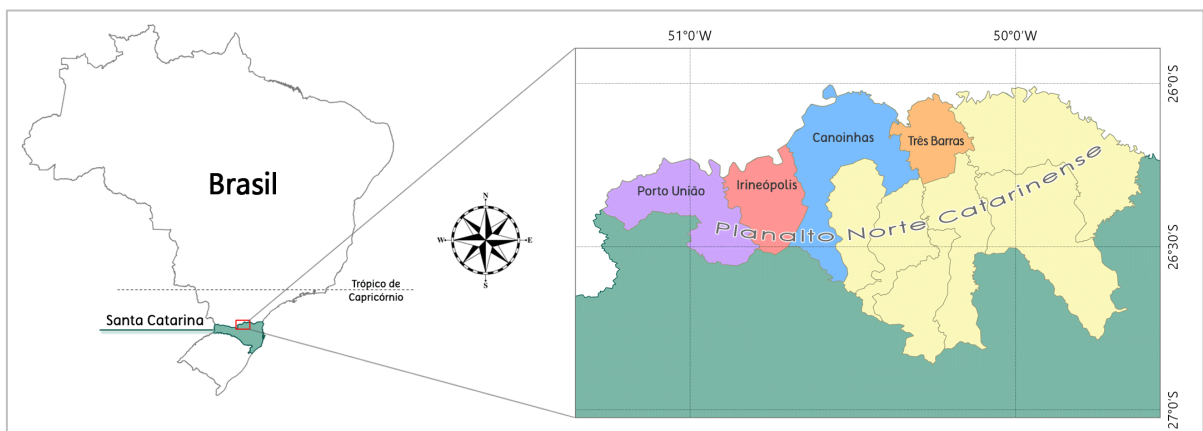 Brasil
Trópico de
Capricórnio
Santa Catarina
N
W
E
S
51°0'W
50°0'W
26°0'S
26°30'S
27°0'S
Canoinhas
Três Barras
Porto União
Irineópolis
Planalto Norte Catarinense